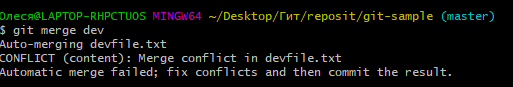 Олеся@LAPTOP-RHPCTUOS MINGW64 ~/Desktop/Гит/reposit/git-sample (master)
$ git merge dev
Auto-merging devfile.txt
CONFLICT (content): Merge conflict in devfile.txt
Automatic merge failed; fix conflicts and then commit the result.